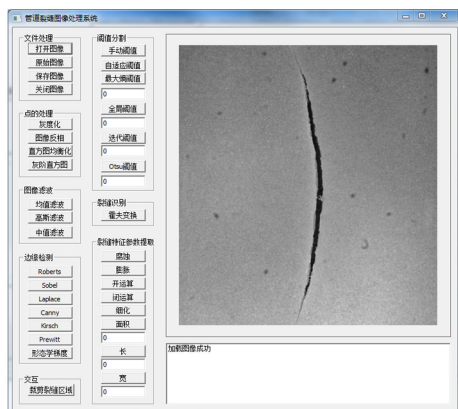 管道裂缝图像处理系统
文件处理
打开图像
原始图像
保存图像
关闭图像
点的处理
灰度化
图像反相
直方图均衡化
灰阶直方图
图像滤波
均值滤波
高斯滤波
中值滤波
边缘检测
Roberts
Sobel
Laplace
Canny
Kirsch
Prewitt
形态学梯度
交互
裁剪裂缝区域
阈值分割
手动阈值
自适应阈值
最大熵阈值
0
全局阈值
0
迭代阈值
0
Otsu阈值
0
裂缝识别
霍夫变换
裂缝特征参数提取
腐蚀
膨胀
开运算
闭运算
细化
面积
0
长
0
宽
0
加载图像成功